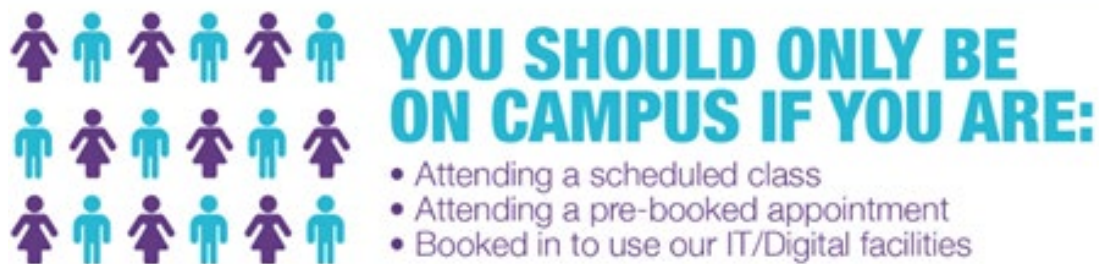 YOU SHOULD ONLY BE
ON CAMPUS IF YOU ARE:
• Attending a scheduled class
• Attending a pre-booked appointment
• Booked in to use our IT/Digital facilities